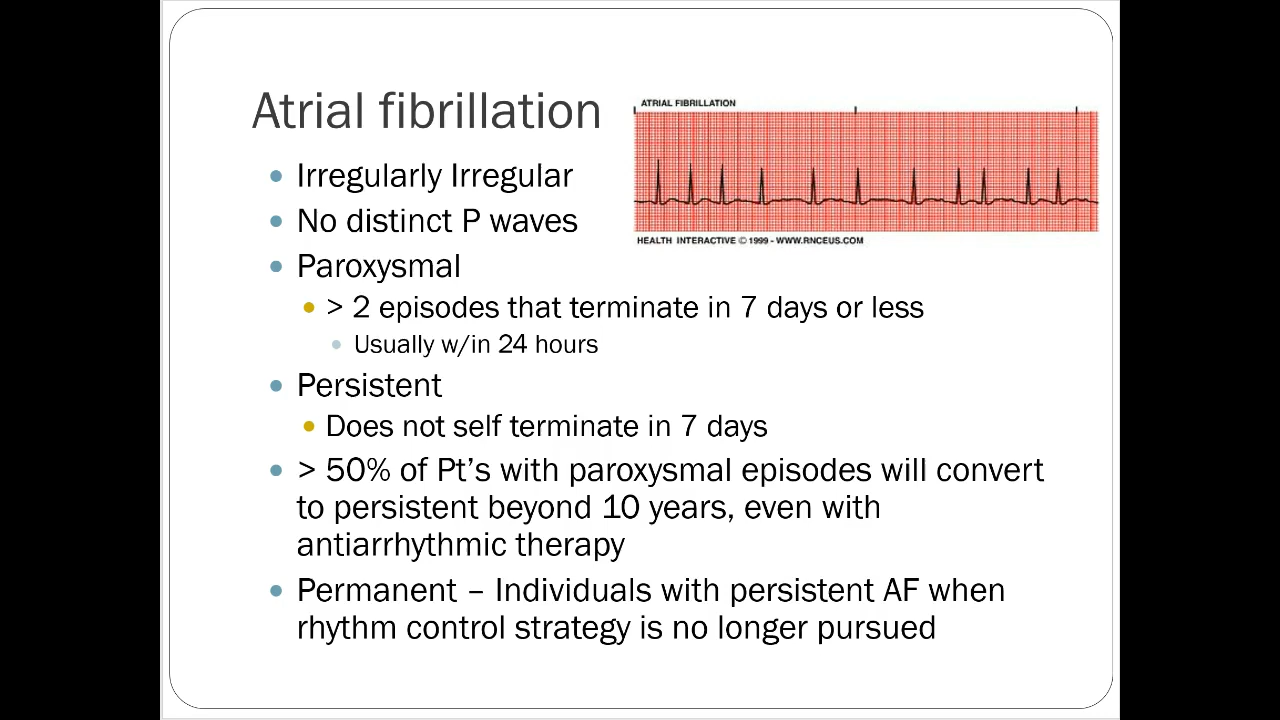 Atrial fibrillation
ATRIAL FIBRILLATION
HEALTH INTERACTIVE © 1999 - WWW.RNCEUS.COM
Irregularly Irregular
No distinct P waves
Paroxysmal
> 2 episodes that terminate in 7 days or less
Usually w/in 24 hours
Persistent
Does not self terminate in 7 days
> 50% of Pt's with paroxysmal episodes will convert
to persistent beyond 10 years, even with
antiarrhythmic therapy
Permanent – Individuals with persistent AF when
rhythm control strategy is no longer pursued